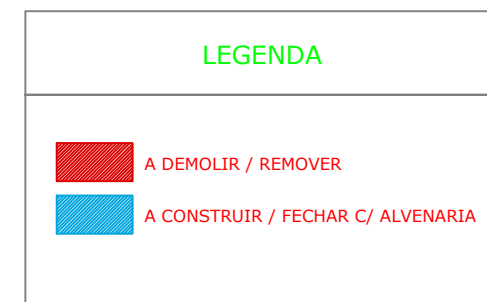 LEGENDA
A DEMOLIR / REMOVER
A CONSTRUIR / FECHAR C/ ALVENARIA